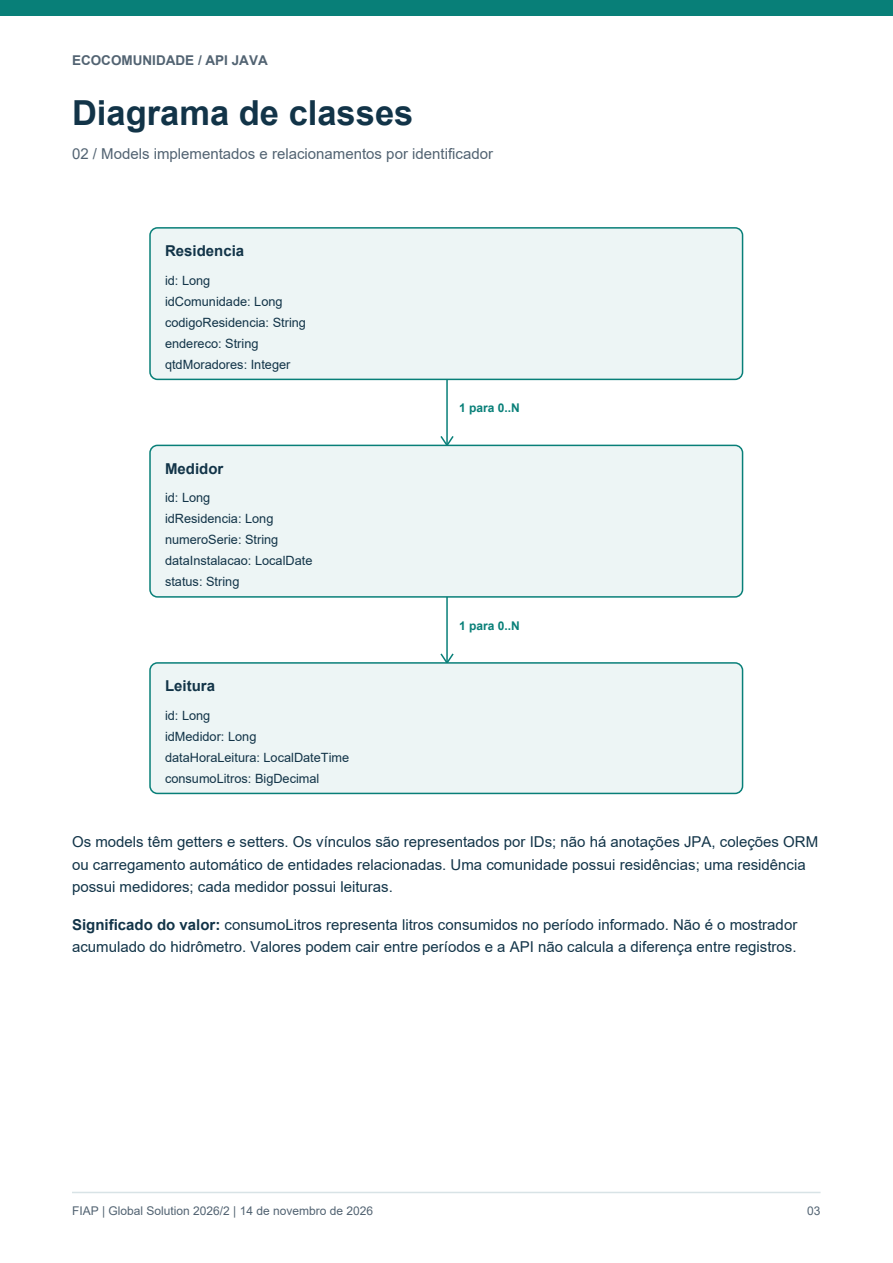 ECOCOMUNIDADE / API JAVA
Diagrama de classes
02 / Models implementados e relacionamentos por identificador
Residencia
id: Long
idComunidade: Long
codigoResidencia: String
endereco: String
qtdMoradores: Integer
1 para 0..N
Medidor
id: Long
idResidencia: Long
numeroSerie: String
dataInstalacao: LocalDate
status: String
1 para 0..N
Leitura
id: Long
idMedidor: Long
dataHoraLeitura: LocalDateTime
consumoLitros: BigDecimal
Os models têm getters e setters. Os vínculos são representados por IDs; não há anotações JPA, coleções ORM
ou carregamento automático de entidades relacionadas. Uma comunidade possui residências; uma residência
possui medidores; cada medidor possui leituras.
Significado do valor: consumoLitros representa litros consumidos no período informado. Não é o mostrador
acumulado do hidrômetro. Valores podem cair entre períodos e a API não calcula a diferença entre registros.
FIAP | Global Solution 2026/2 | 14 de novembro de 2026
03